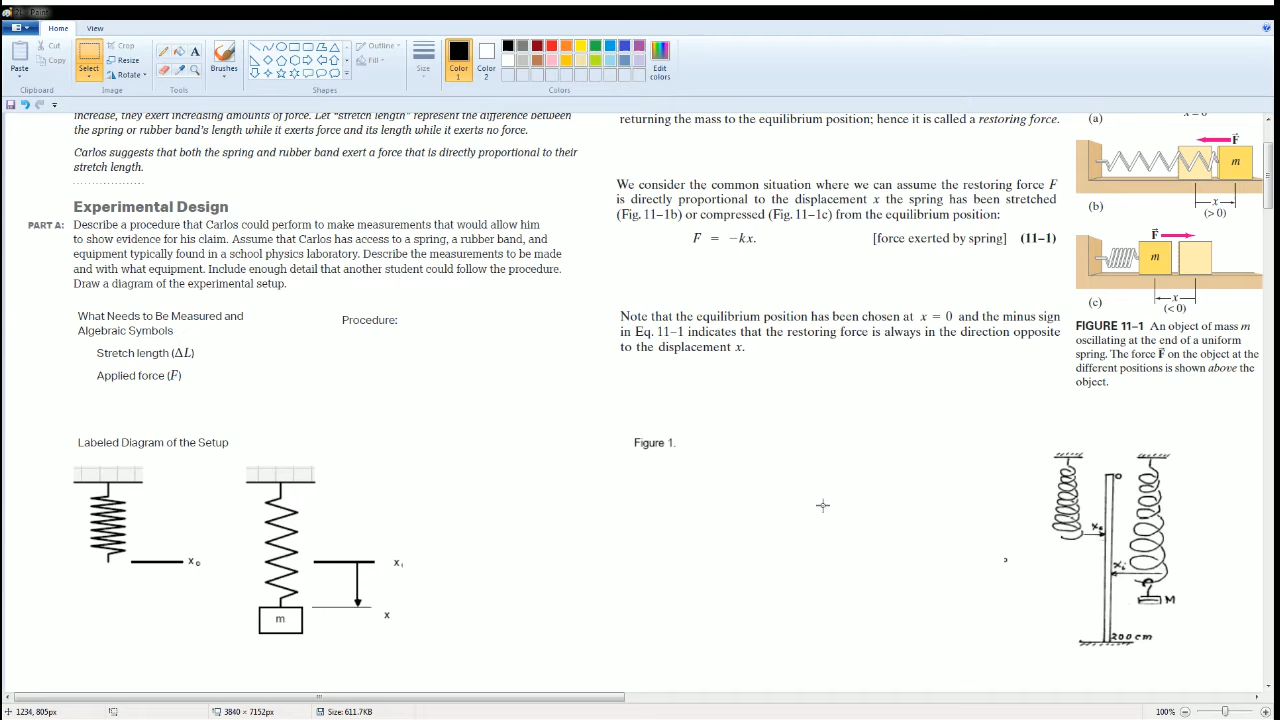 2L - Paint
Home
View
Paste
Cut
Copy
Clipboard
Select
Crop
Resize
Rotate
Image
A
Tools
Brushes
Shapes
Outline
Fill
Size
Color
1
Color
2
Edit
colors
Colors
increase, they exert increasing amounts of force. Let "stretch length" represent the difference between
the spring or rubber band's length while it exerts force and its length while it exerts no force.
Carlos suggests that both the spring and rubber band exert a force that is directly proportional to their
stretch length.
Experimental Design
PART A: Describe a procedure that Carlos could perform to make measurements that would allow him
to show evidence for his claim. Assume that Carlos has access to a spring, a rubber band, and
equipment typically found in a school physics laboratory. Describe the measurements to be made
and with what equipment. Include enough detail that another student could follow the procedure.
Draw a diagram of the experimental setup.
What Needs to Be Measured and
Algebraic Symbols
Stretch length (ΔL)
Applied force (F)
Procedure:
Labeled Diagram of the Setup
x₀
m
x₁
x
returning the mass to the equilibrium position; hence it is called a restoring force.
We consider the common situation where we can assume the restoring force F
is directly proportional to the displacement x the spring has been stretched
(Fig. 11–1b) or compressed (Fig. 11–1c) from the equilibrium position:
F = −kx. [force exerted by spring] (11–1)
Note that the equilibrium position has been chosen at x = 0 and the minus sign
in Eq. 11–1 indicates that the restoring force is always in the direction opposite
to the displacement x.
Figure 1.
(a)
x = 0
F⃗
m
x
(b)
(> 0)
F⃗
m
x
(c)
(< 0)
FIGURE 11–1 An object of mass m
oscillating at the end of a uniform
spring. The force F⃗ on the object at the
different positions is shown above the
object.
0
x₀
x₁
M
200 cm
1234, 805px
3840 × 7152px
Size: 611.7KB
100%